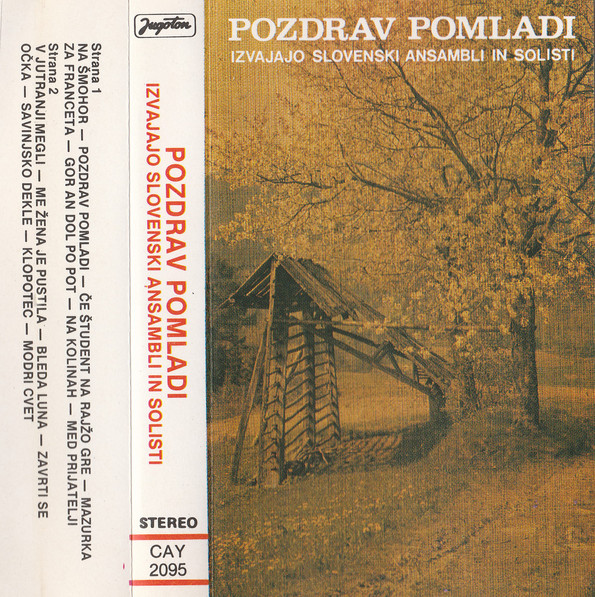 Strana 1
NA ŠMOHOR — POZDRAV POMLADI — ČE ŠTUDENT NA RAJŽO GRE — MAZURKA
ZA FRANCETA — GOR AN DOL PO POT — NA KOLINAH — MED PRIJATELJI
Strana 2
V JUTRANJI MEGLI — ME ŽENA JE PUSTILA — BLEDA LUNA — ZAVRTI SE
OČKA — SAVINJSKO DEKLE — KLOPOTEC — MODRI CVET
Jugoton
POZDRAV POMLADI
IZVAJAJO SLOVENSKI ANSAMBLI IN SOLISTI
STEREO
CAY
2095
POZDRAV POMLADI
IZVAJAJO SLOVENSKI ANSAMBLI IN SOLISTI